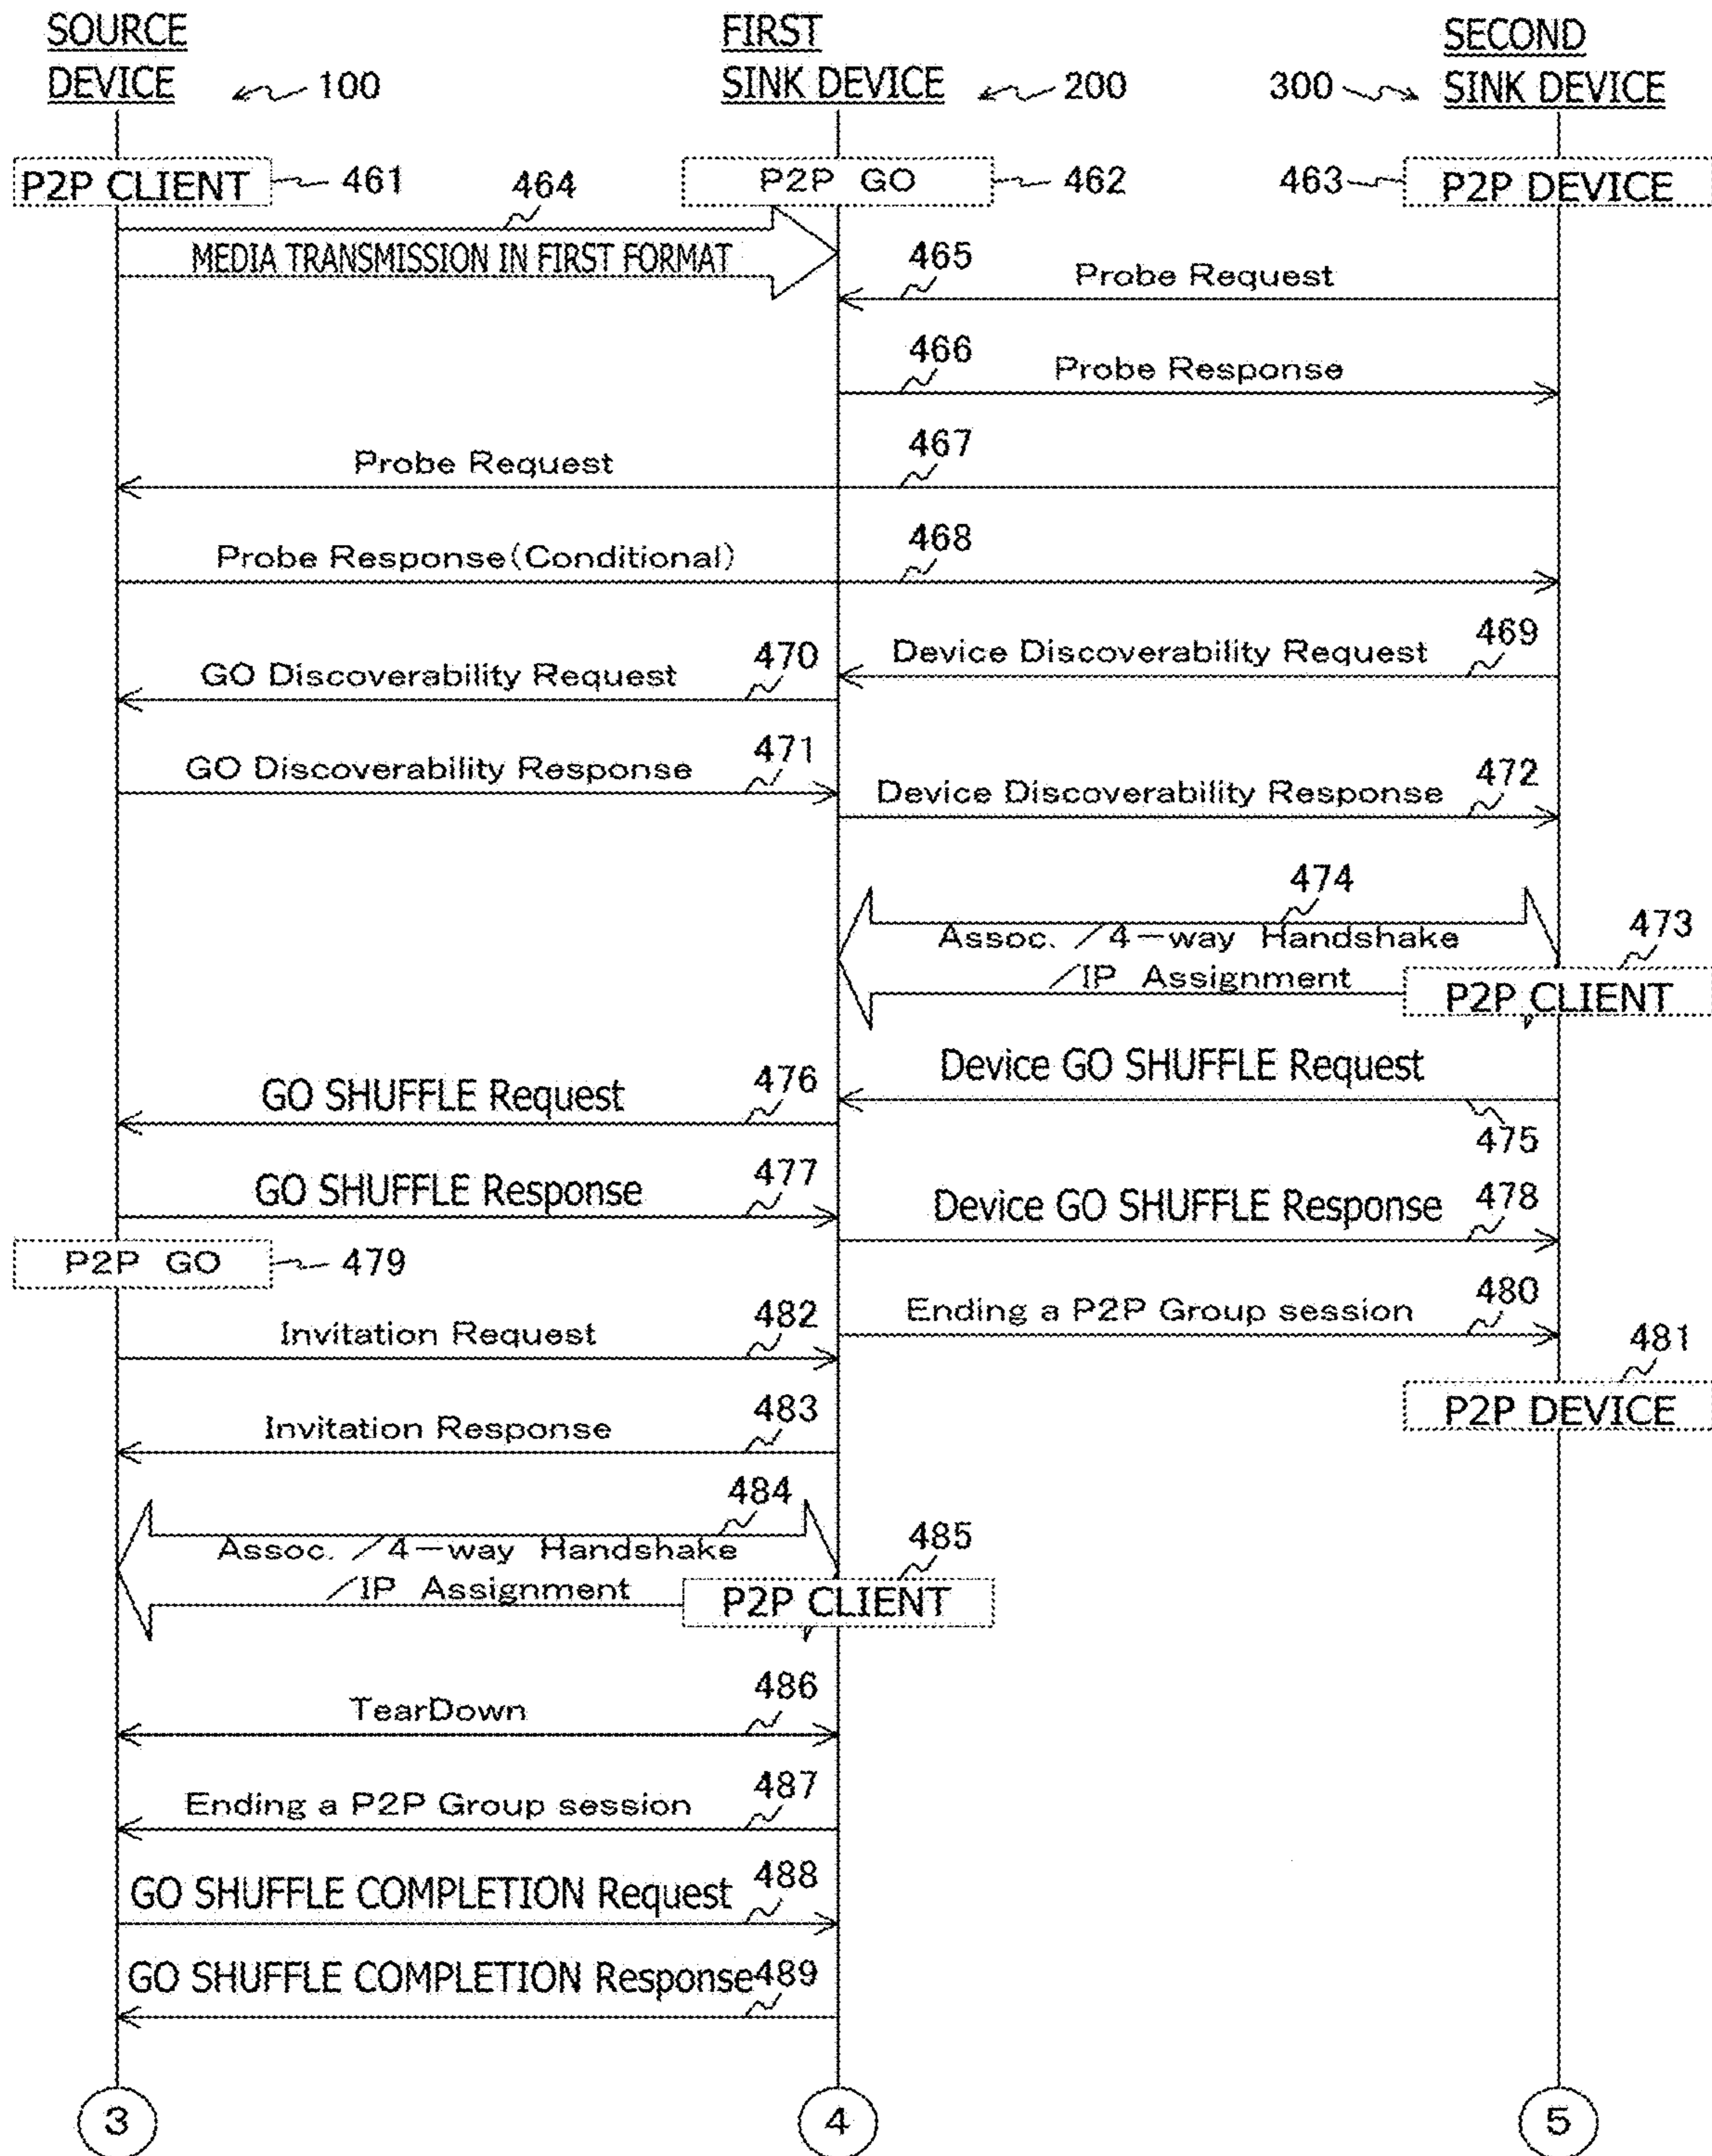 SOURCE
DEVICE
100
FIRST
SINK DEVICE
200
300
SECOND
SINK DEVICE
P2P CLIENT
461
P2P GO
462
463
P2P DEVICE
464
MEDIA TRANSMISSION IN FIRST FORMAT
465
Probe Request
466
Probe Response
467
Probe Request
468
Probe Response(Conditional)
469
Device Discoverability Request
470
GO Discoverability Request
471
GO Discoverability Response
472
Device Discoverability Response
474
Assoc. /4-way Handshake
/IP Assignment
473
P2P CLIENT
Device GO SHUFFLE Request
475
GO SHUFFLE Request
476
GO SHUFFLE Response
477
Device GO SHUFFLE Response
478
P2P GO
479
Ending a P2P Group session
480
481
P2P DEVICE
Invitation Request
482
Invitation Response
483
484
Assoc. /4-way Handshake
/IP Assignment
485
P2P CLIENT
TearDown
486
Ending a P2P Group session
487
GO SHUFFLE COMPLETION Request
488
GO SHUFFLE COMPLETION Response
489
3
4
5